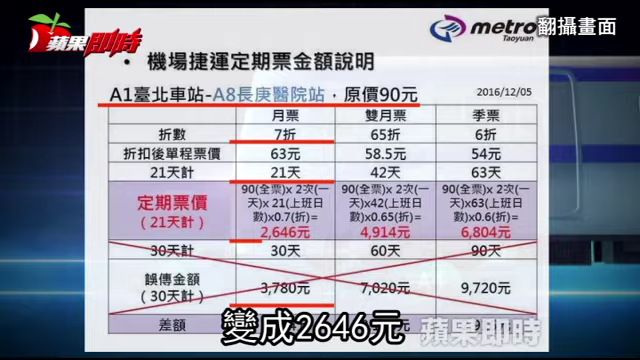 蘋果即時
metro
Taoyuan
翻攝畫面
• 機場捷運定期票金額說明
A1臺北車站-A8長庚醫院站，原價90元
2016/12/05
月票 雙月票 季票
折數 7折 65折 6折
折扣後單程票價 63元 58.5元 54元
21天計 21天 42天 63天
定期票價
（21天計）
90(全票)x 2次(一天)x 21(上班日數)x0.7(折)=
2,646元
90(全票)x 2次(一天)x42(上班日數)x0.65(折)=
4,914元
90(全票)x 2次(一天)x63(上班日數)x0.6(折)=
6,804元
30天計 30天 60天 90天
誤傳金額
（30天計） 3,780元 7,020元 9,720元
差額
變成2646元
蘋果即時